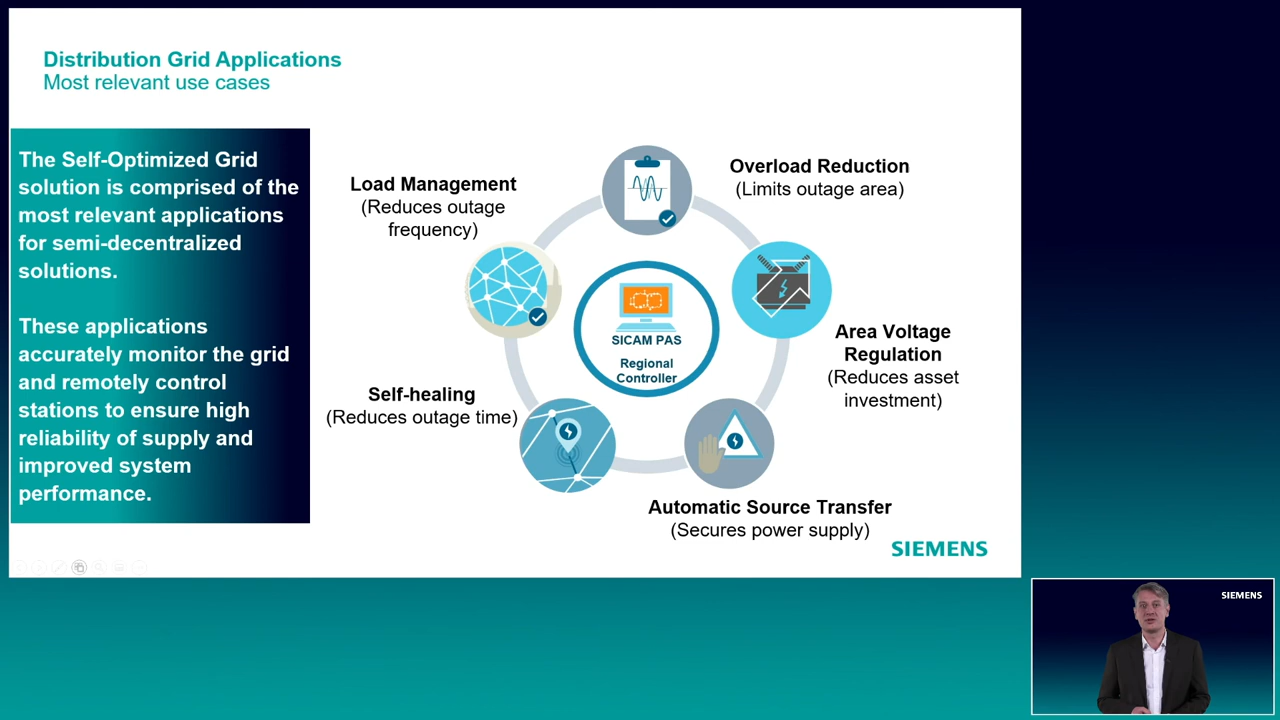 Distribution Grid Applications
Most relevant use cases
The Self-Optimized Grid
solution is comprised of the
most relevant applications
for semi-decentralized
solutions.
These applications
accurately monitor the grid
and remotely control
stations to ensure high
reliability of supply and
improved system
performance.
Load Management
(Reduces outage
frequency)
Overload Reduction
(Limits outage area)
SICAM PAS
Regional
Controller
Area Voltage
Regulation
(Reduces asset
investment)
Self-healing
(Reduces outage time)
Automatic Source Transfer
(Secures power supply)
SIEMENS
SIEMENS